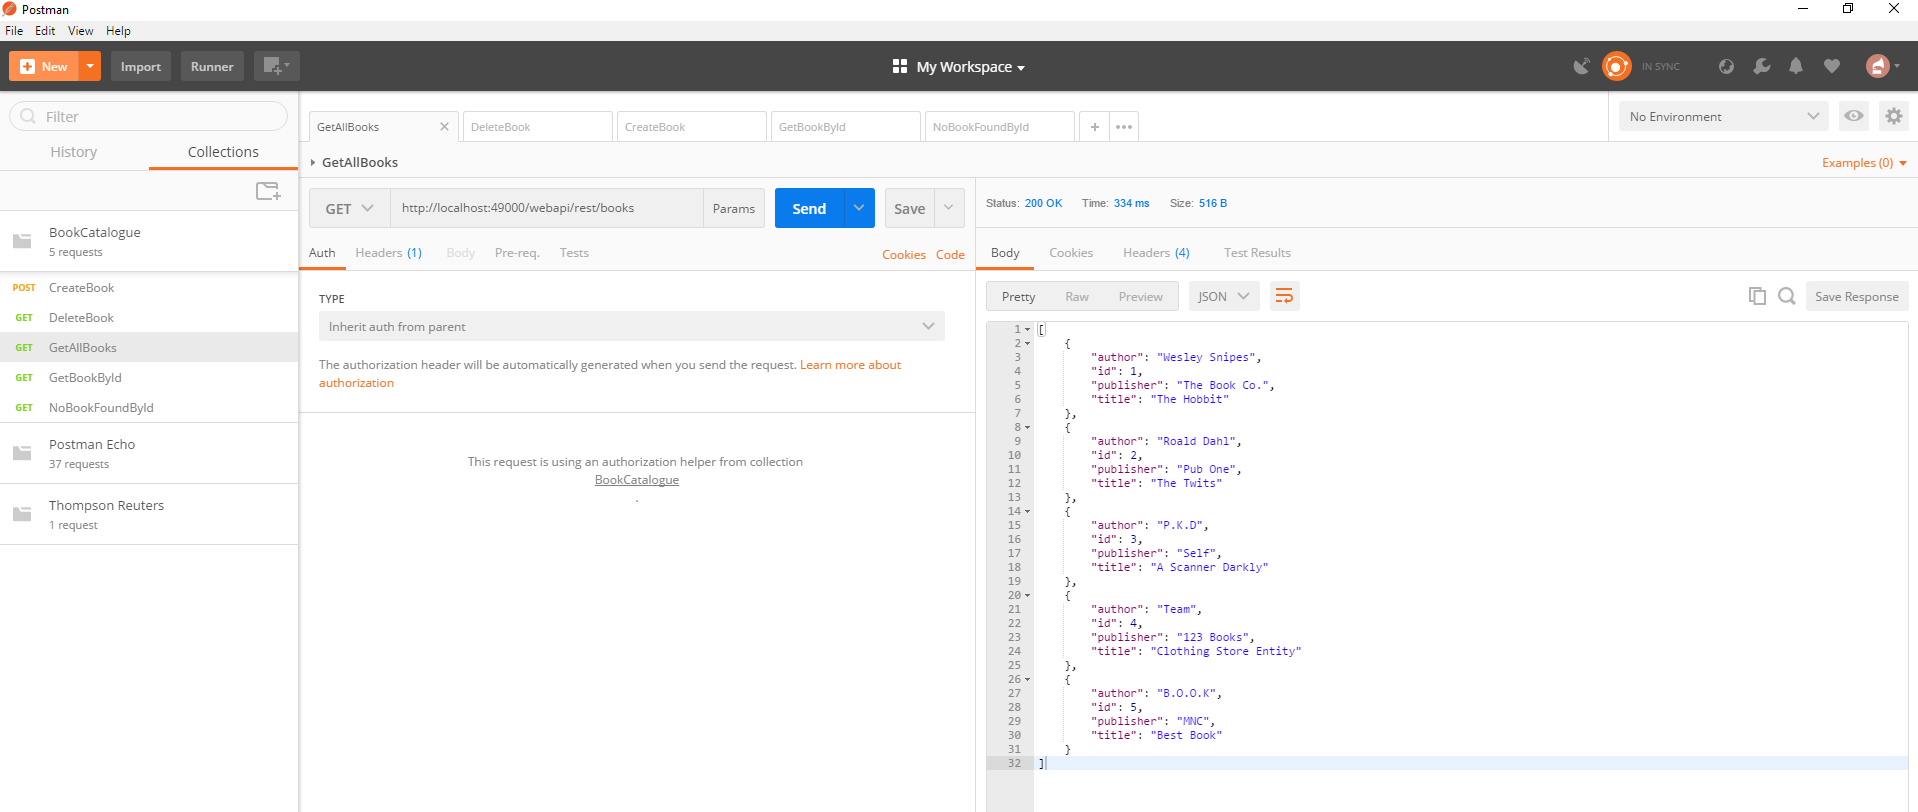 Postman
File Edit View Help
New Import Runner My Workspace IN SYNC
Filter
History Collections
BookCatalogue
5 requests
POST CreateBook
GET DeleteBook
GET GetAllBooks
GET GetBookById
GET NoBookFoundById
Postman Echo
37 requests
Thompson Reuters
1 request
GetAllBooks DeleteBook CreateBook GetBookById NoBookFoundById
No Environment
GetAllBooks
Examples (0)
GET http://localhost:49000/webapi/rest/books Params Send Save
Auth Headers (1) Body Pre-req. Tests Cookies Code
TYPE
Inherit auth from parent
The authorization header will be automatically generated when you send the request. Learn more about
authorization
This request is using an authorization helper from collection
BookCatalogue
.
Status: 200 OK Time: 334 ms Size: 516 B
Body Cookies Headers (4) Test Results
Pretty Raw Preview JSON Save Response
1 [
2 {
3 "author": "Wesley Snipes",
4 "id": 1,
5 "publisher": "The Book Co.",
6 "title": "The Hobbit"
7 },
8 {
9 "author": "Roald Dahl",
10 "id": 2,
11 "publisher": "Pub One",
12 "title": "The Twits"
13 },
14 {
15 "author": "P.K.D",
16 "id": 3,
17 "publisher": "Self",
18 "title": "A Scanner Darkly"
19 },
20 {
21 "author": "Team",
22 "id": 4,
23 "publisher": "123 Books",
24 "title": "Clothing Store Entity"
25 },
26 {
27 "author": "B.O.O.K",
28 "id": 5,
29 "publisher": "MNC",
30 "title": "Best Book"
31 }
32 ]